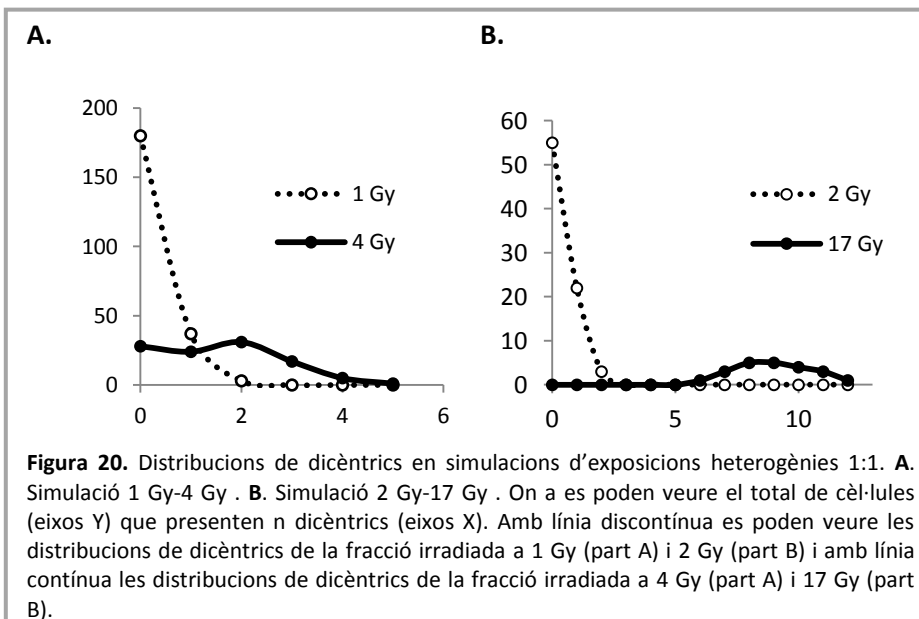 A.
B.
200
150
100
50
0
0 2 4 6
1 Gy
4 Gy
60
50
40
30
20
10
0
0 5 10
2 Gy
17 Gy
Figura 20. Distribucions de dicèntrics en simulacions d'exposicions heterogènies 1:1. A.
Simulació 1 Gy-4 Gy . B. Simulació 2 Gy-17 Gy . On a es poden veure el total de cèl·lules
(eixos Y) que presenten n dicèntrics (eixos X). Amb línia discontínua es poden veure les
distribucions de dicèntrics de la fracció irradiada a 1 Gy (part A) i 2 Gy (part B) i amb línia
contínua les distribucions de dicèntrics de la fracció irradiada a 4 Gy (part A) i 17 Gy (part
B).